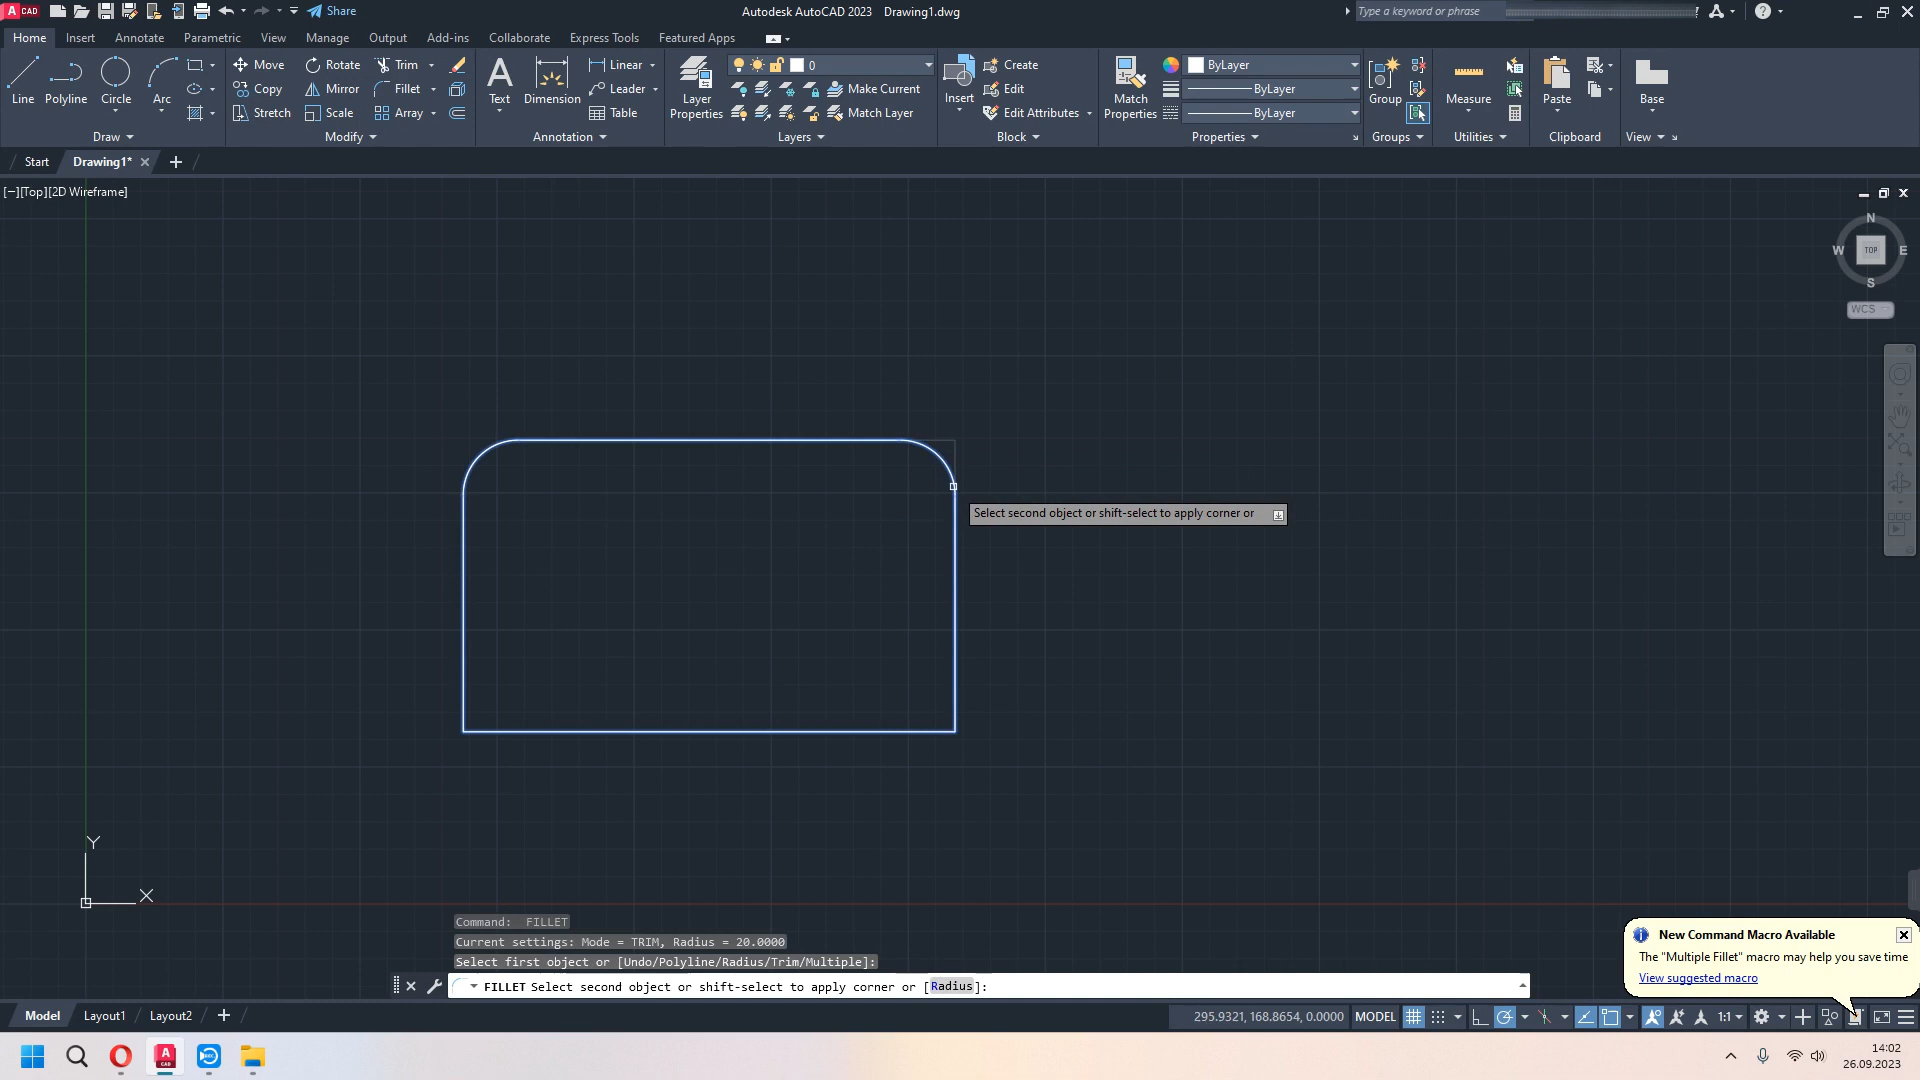 A CAD Share Autodesk AutoCAD 2023 Drawing1.dwg Type a keyword or phrase
Home Insert Annotate Parametric View Manage Output Add-ins Collaborate Express Tools Featured Apps
Line Polyline Circle Arc
Move Rotate Trim
Copy Mirror Fillet
Stretch Scale Array
Text Dimension
Linear
Leader
Table
Layer Properties
0
Make Current
Match Layer
Insert
Create
Edit
Edit Attributes
Match Properties
ByLayer
ByLayer
ByLayer
Group
Measure
Paste
Base
Draw Modify Annotation Layers Block Properties Groups Utilities Clipboard View
Start Drawing1* +
[−][Top][2D Wireframe]
N
W TOP E
S
WCS
Select second object or shift-select to apply corner or
Y
X
Command: FILLET
Current settings: Mode = TRIM, Radius = 20.0000
Select first object or [Undo/Polyline/Radius/Trim/Multiple]:
FILLET Select second object or shift-select to apply corner or [Radius]:
New Command Macro Available
The "Multiple Fillet" macro may help you save time
View suggested macro
Model Layout1 Layout2 + 295.9321, 168.8654, 0.0000 MODEL 1:1
A CAD
REC
14:02
26.09.2023